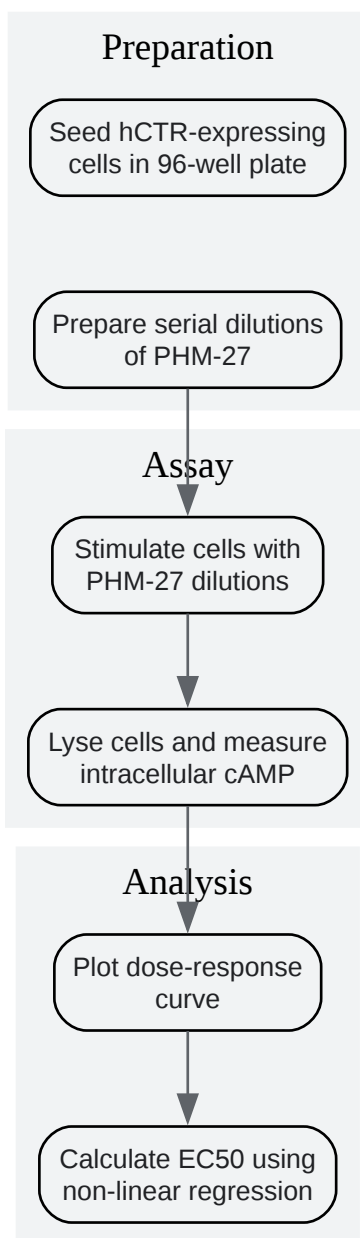 Preparation
Seed hCTR-expressing
cells in 96-well plate
Prepare serial dilutions
of PHM-27
Assay
Stimulate cells with
PHM-27 dilutions
Lyse cells and measure
intracellular cAMP
Analysis
Plot dose-response
curve
Calculate EC50 using
non-linear regression